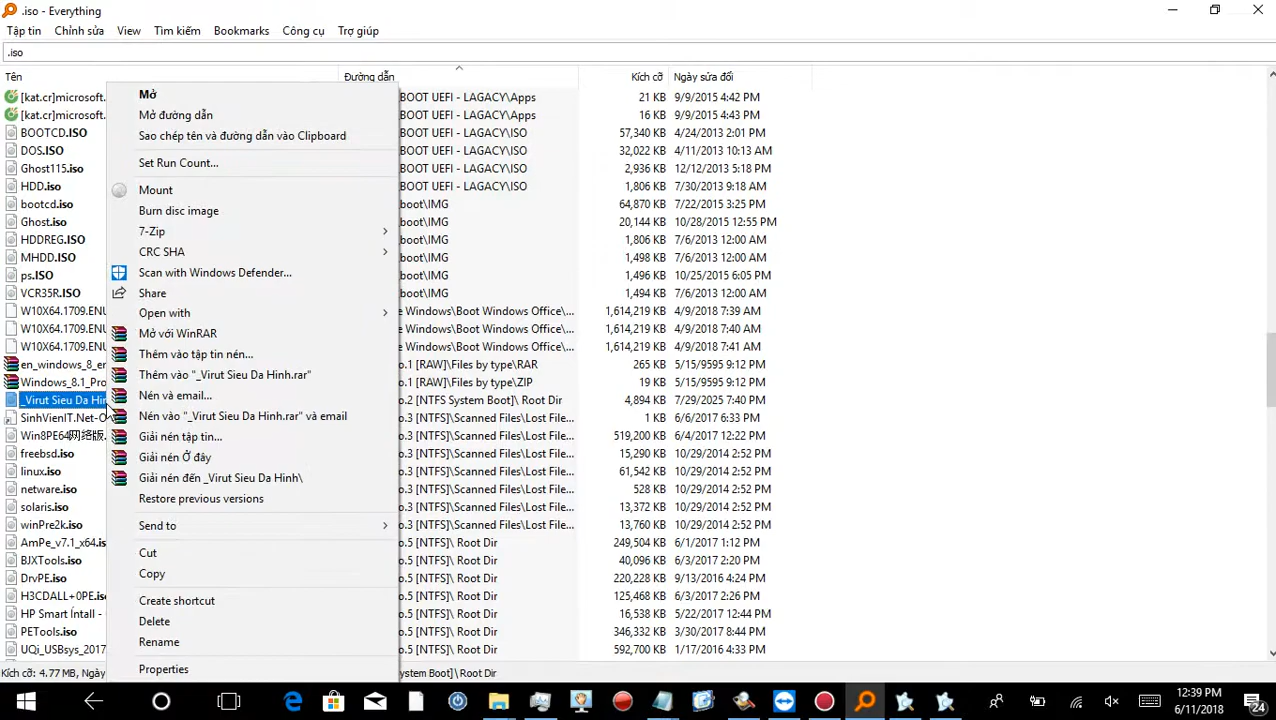 .iso - Everything
Tập tin Chỉnh sửa View Tìm kiếm Bookmarks Công cụ Trợ giúp
.iso
Tên Đường dẫn Kích cỡ Ngày sửa đổi
[kat.cr]microsoft. BOOT UEFI - LAGACY\Apps 21 KB 9/9/2015 4:42 PM
[kat.cr]microsoft. BOOT UEFI - LAGACY\Apps 16 KB 9/9/2015 4:43 PM
BOOTCD.ISO BOOT UEFI - LAGACY\ISO 57,340 KB 4/24/2013 2:01 PM
DOS.ISO BOOT UEFI - LAGACY\ISO 32,022 KB 4/11/2013 10:13 AM
Ghost115.iso BOOT UEFI - LAGACY\ISO 2,936 KB 12/12/2013 5:18 PM
HDD.iso BOOT UEFI - LAGACY\ISO 1,806 KB 7/30/2013 9:18 AM
bootcd.iso boot\IMG 64,870 KB 7/22/2015 3:25 PM
Ghost.iso boot\IMG 20,144 KB 10/28/2015 12:55 PM
HDDREG.ISO boot\IMG 1,806 KB 7/6/2013 12:00 AM
MHDD.ISO boot\IMG 1,498 KB 7/6/2013 12:00 AM
ps.ISO boot\IMG 1,496 KB 10/25/2015 6:05 PM
VCR35R.ISO boot\IMG 1,494 KB 7/6/2013 12:00 AM
W10X64.1709.ENU e Windows\Boot Windows Office\... 1,614,219 KB 4/9/2018 7:39 AM
W10X64.1709.ENU e Windows\Boot Windows Office\... 1,614,219 KB 4/9/2018 7:40 AM
W10X64.1709.ENU e Windows\Boot Windows Office\... 1,614,219 KB 4/9/2018 7:41 AM
en_windows_8_en o.1 [RAW]\Files by type\RAR 265 KB 5/15/9595 9:12 PM
Windows_8.1_Pro o.1 [RAW]\Files by type\ZIP 392 KB 5/15/9595 9:12 PM
_Virut Sieu Da Hin o.2 [NTFS System Boot]\ Root Dir 4,894 KB 7/29/2025 7:40 PM
SinhVienIT.Net-O o.3 [NTFS]\Scanned Files\Lost File... 1 KB 6/6/2017 6:33 PM
Win8PE64网络版. o.3 [NTFS]\Scanned Files\Lost File... 519,200 KB 6/4/2017 12:22 PM
freebsd.iso o.3 [NTFS]\Scanned Files\Lost File... 15,290 KB 10/29/2014 2:52 PM
linux.iso o.3 [NTFS]\Scanned Files\Lost File... 61,542 KB 10/29/2014 2:52 PM
netware.iso o.3 [NTFS]\Scanned Files\Lost File... 528 KB 10/29/2014 2:52 PM
solaris.iso o.3 [NTFS]\Scanned Files\Lost File... 13,372 KB 10/29/2014 2:52 PM
winPre2k.iso o.3 [NTFS]\Scanned Files\Lost File... 13,760 KB 10/29/2014 2:52 PM
AmPe_v7.1_x64.is o.5 [NTFS]\ Root Dir 249,504 KB 6/1/2017 1:12 PM
BJXTools.iso o.5 [NTFS]\ Root Dir 40,096 KB 6/3/2017 2:20 PM
DrvPE.iso o.5 [NTFS]\ Root Dir 220,228 KB 9/13/2016 4:24 PM
H3CDALL+0PE.iso o.5 [NTFS]\ Root Dir 125,468 KB 6/3/2017 2:26 PM
HP Smart Íntall - o.5 [NTFS]\ Root Dir 16,538 KB 5/22/2017 12:44 PM
PETools.iso o.5 [NTFS]\ Root Dir 346,332 KB 3/30/2017 8:44 PM
UQi_USBsys_2017 o.5 [NTFS]\ Root Dir 592,700 KB 1/17/2016 4:33 PM
Kích cỡ: 4.77 MB, Ngày System Boot]\ Root Dir
Mở
Mở đường dẫn
Sao chép tên và đường dẫn vào Clipboard
Set Run Count...
Mount
Burn disc image
7-Zip
CRC SHA
Scan with Windows Defender...
Share
Open with
Mở với WinRAR
Thêm vào tập tin nén...
Thêm vào "_Virut Sieu Da Hinh.rar"
Nén và email...
Nén vào "_Virut Sieu Da Hinh.rar" và email
Giải nén tập tin...
Giải nén Ở đây
Giải nén đến _Virut Sieu Da Hinh\
Restore previous versions
Send to
Cut
Copy
Create shortcut
Delete
Rename
Properties
12:39 PM
6/11/2018
24